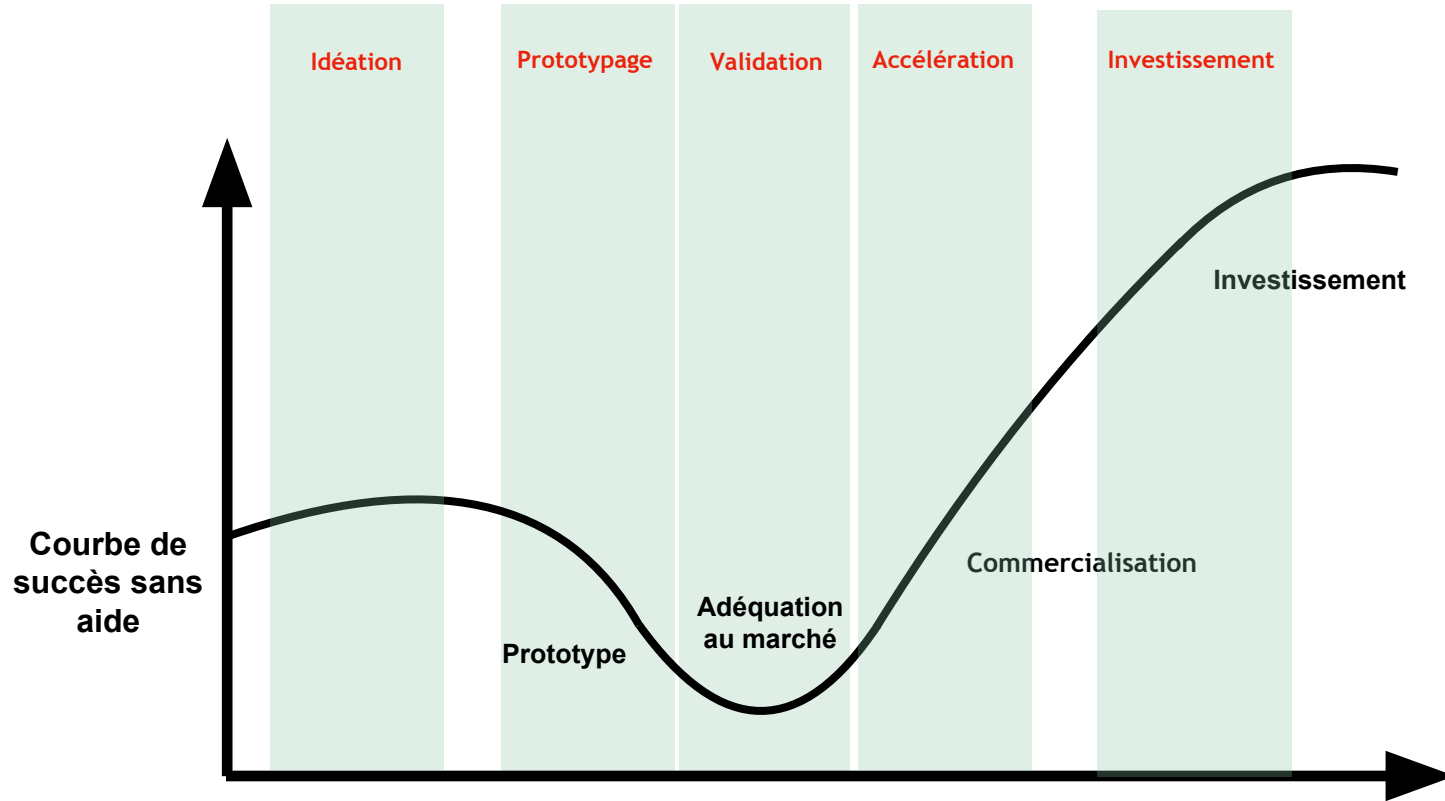 Idéation
Prototypage
Validation
Accélération
Investissement
Investissement
Courbe de
succès sans
aide
Commercialisation
Adéquation
au marché
Prototype